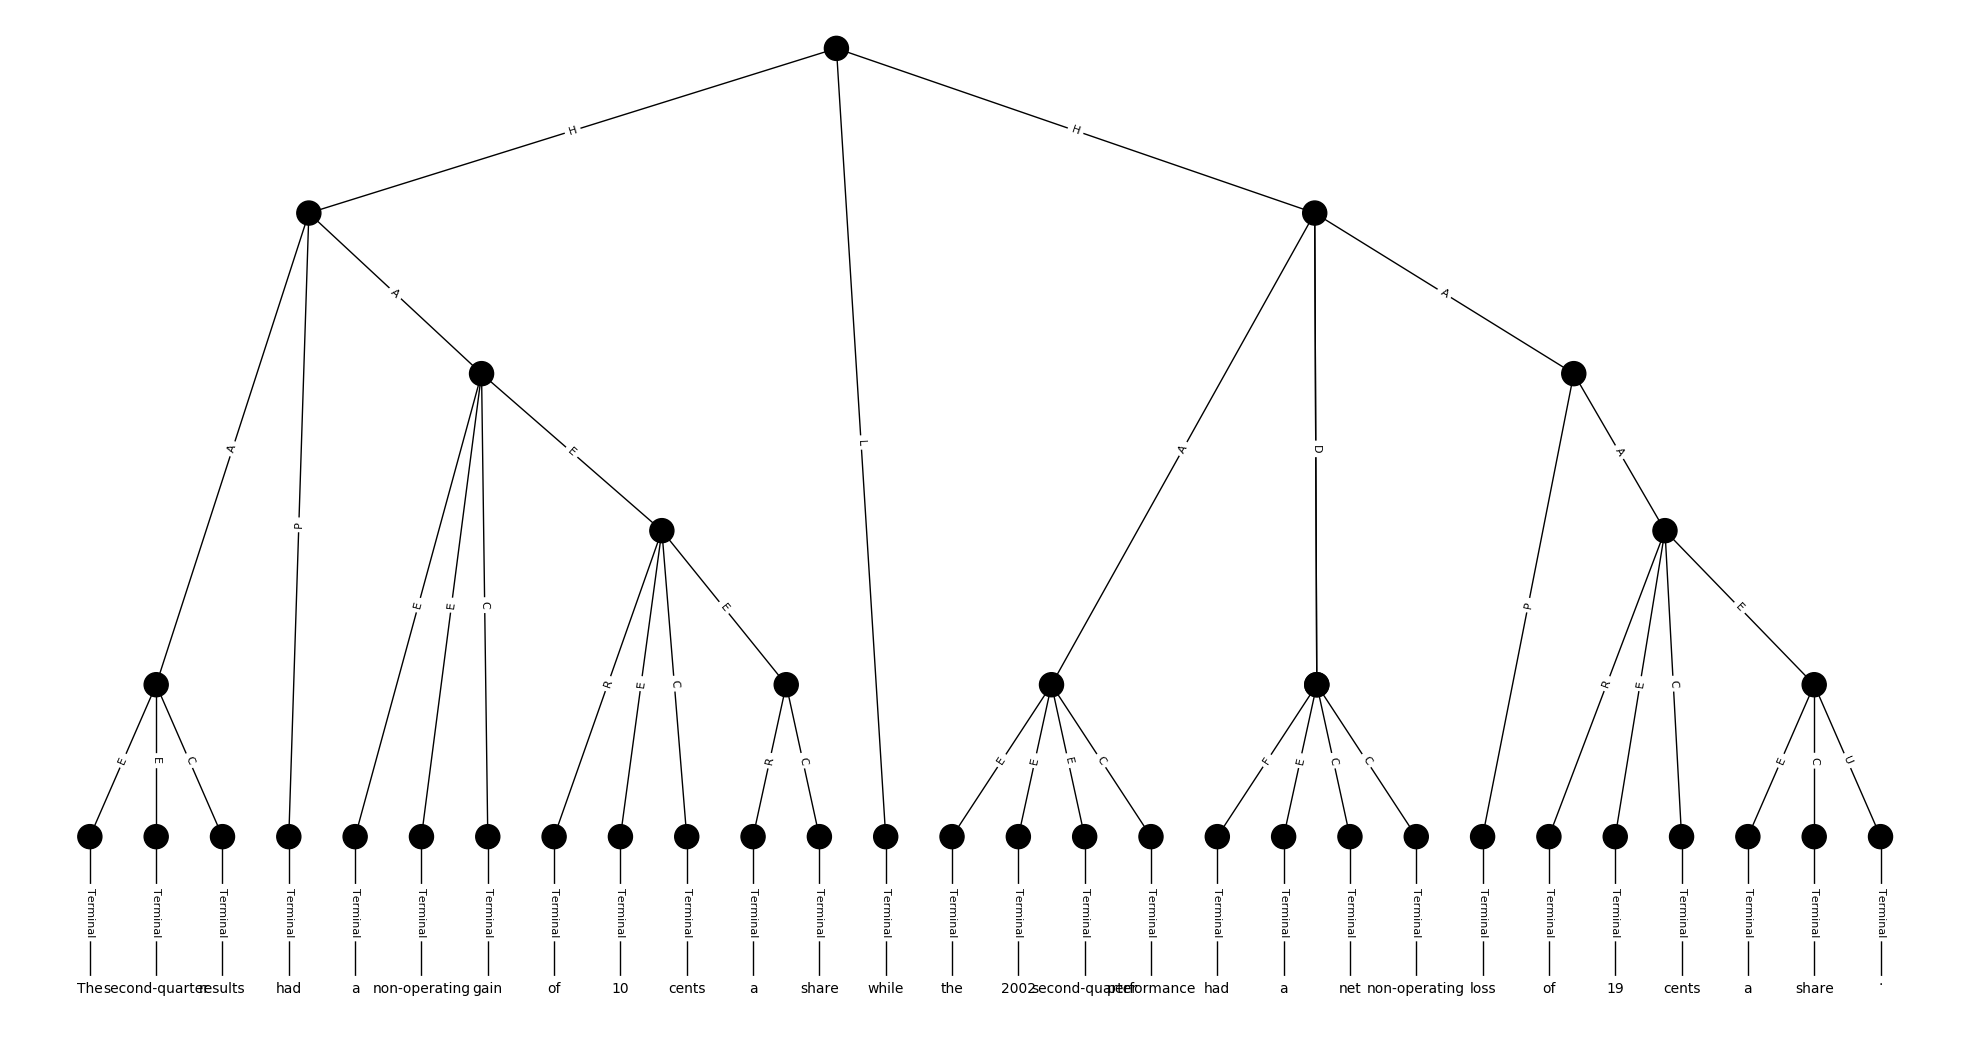 H H
A A
A P E A D A
E E C E P
R E C E R E C E
E E C R C L E E E C F E C C E C U
Terminal Terminal Terminal Terminal Terminal Terminal Terminal Terminal Terminal Terminal Terminal Terminal Terminal Terminal Terminal Terminal Terminal Terminal Terminal Terminal Terminal Terminal Terminal Terminal Terminal Terminal Terminal Terminal
The second-quarter results had a non-operating gain of 10 cents a share while the 2002 second-quarter performance had a net non-operating loss of 19 cents a share .